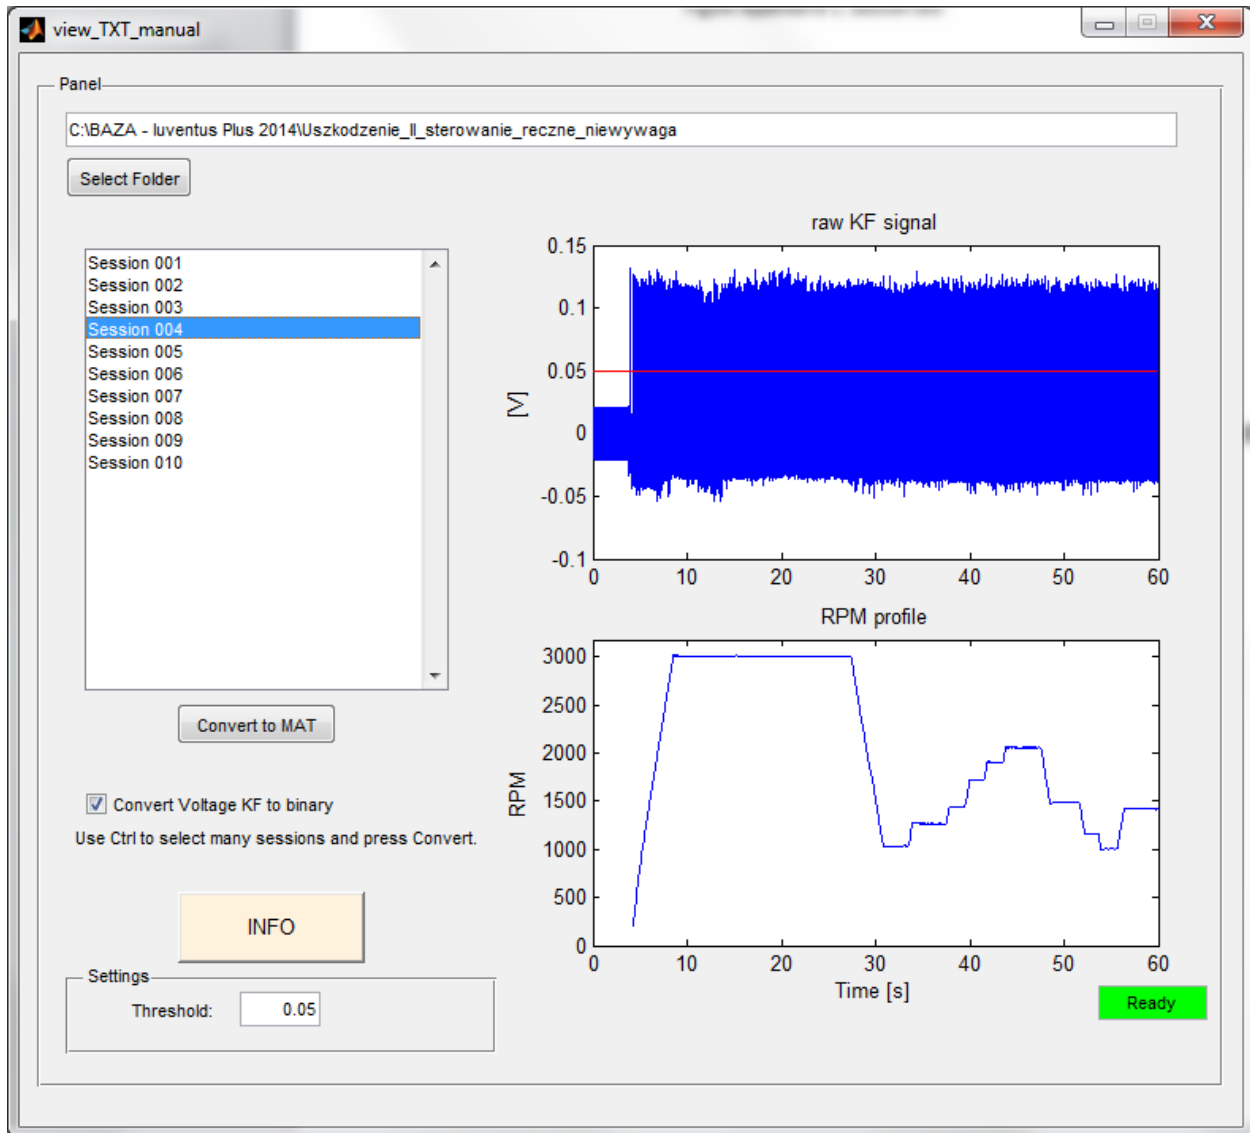 view_TXT_manual
Panel
C:\BAZA - Iuventus Plus 2014\Uszkodzenie_II_sterowanie_reczne_niewywaga
Select Folder
Session 001
Session 002
Session 003
Session 004
Session 005
Session 006
Session 007
Session 008
Session 009
Session 010
Convert to MAT
Convert Voltage KF to binary
Use Ctrl to select many sessions and press Convert.
INFO
Settings
Threshold: 0.05
raw KF signal
0.15
0.1
0.05
0
-0.05
-0.1
[V]
0 10 20 30 40 50 60
RPM profile
3000
2500
2000
1500
1000
500
0
RPM
0 10 20 30 40 50 60
Time [s]
Ready